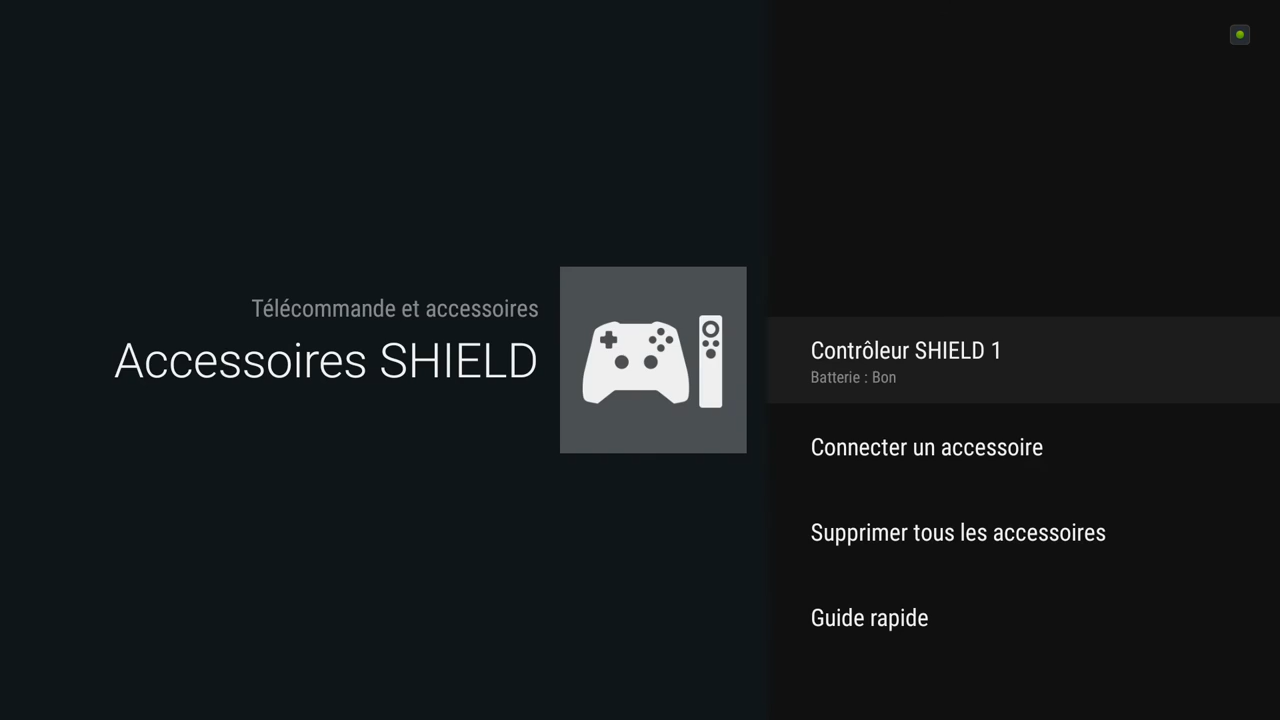 Télécommande et accessoires
Accessoires SHIELD
Contrôleur SHIELD 1
Batterie : Bon
Connecter un accessoire
Supprimer tous les accessoires
Guide rapide